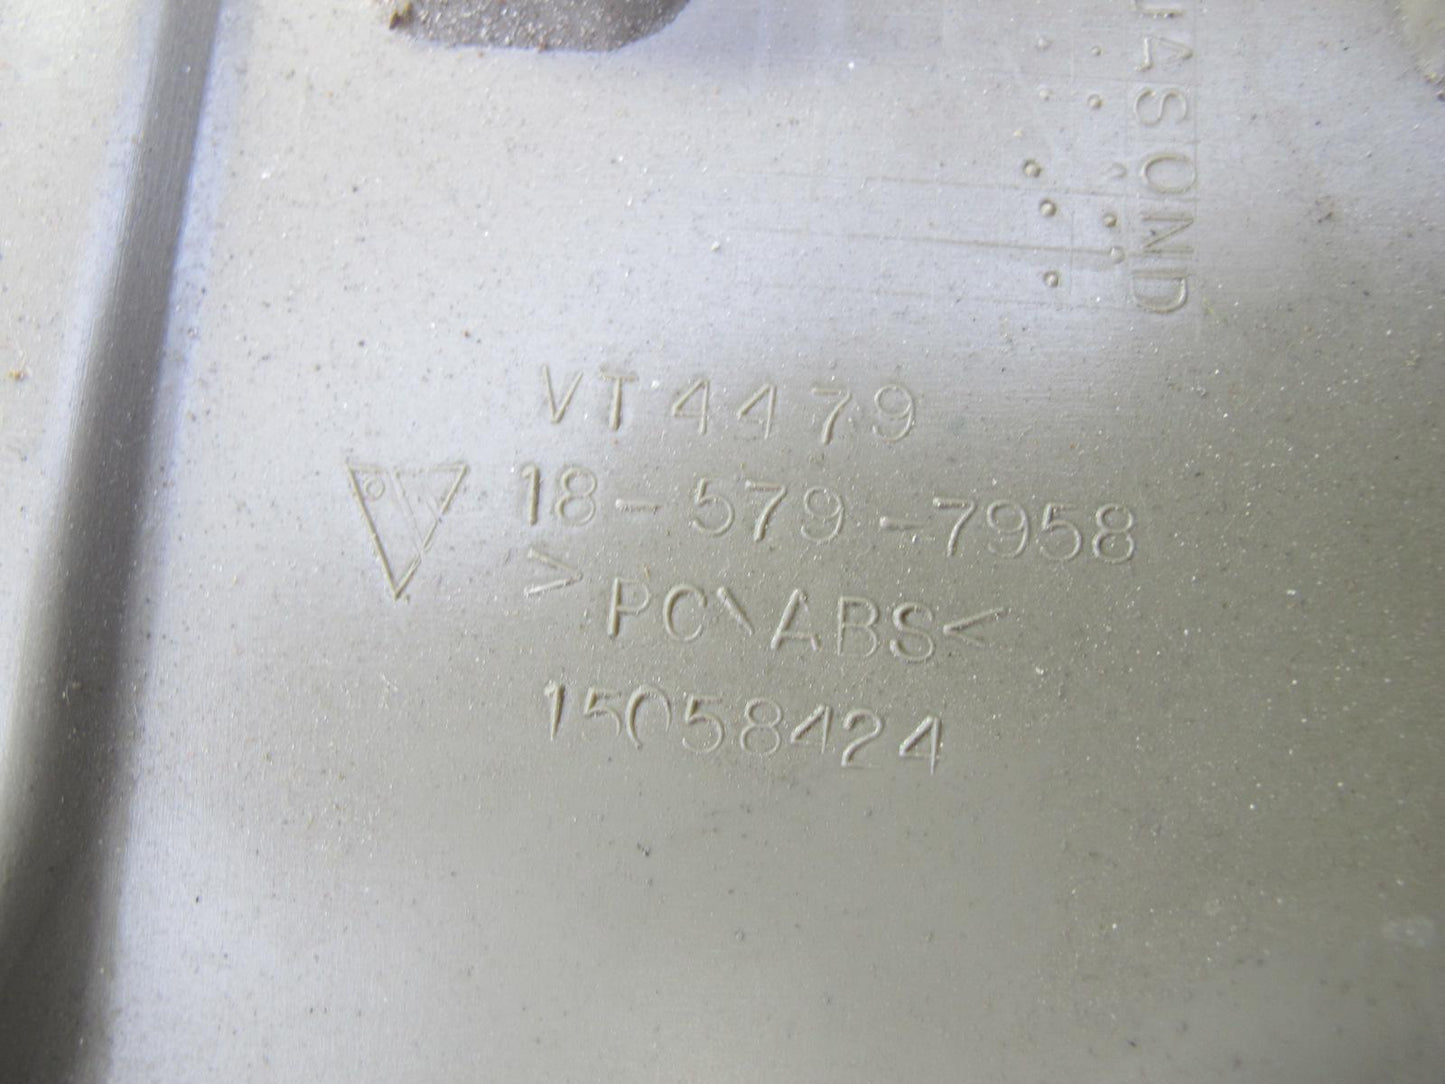 JASOND
VT4479
18-579-7958
>PC\ABS<
15058424